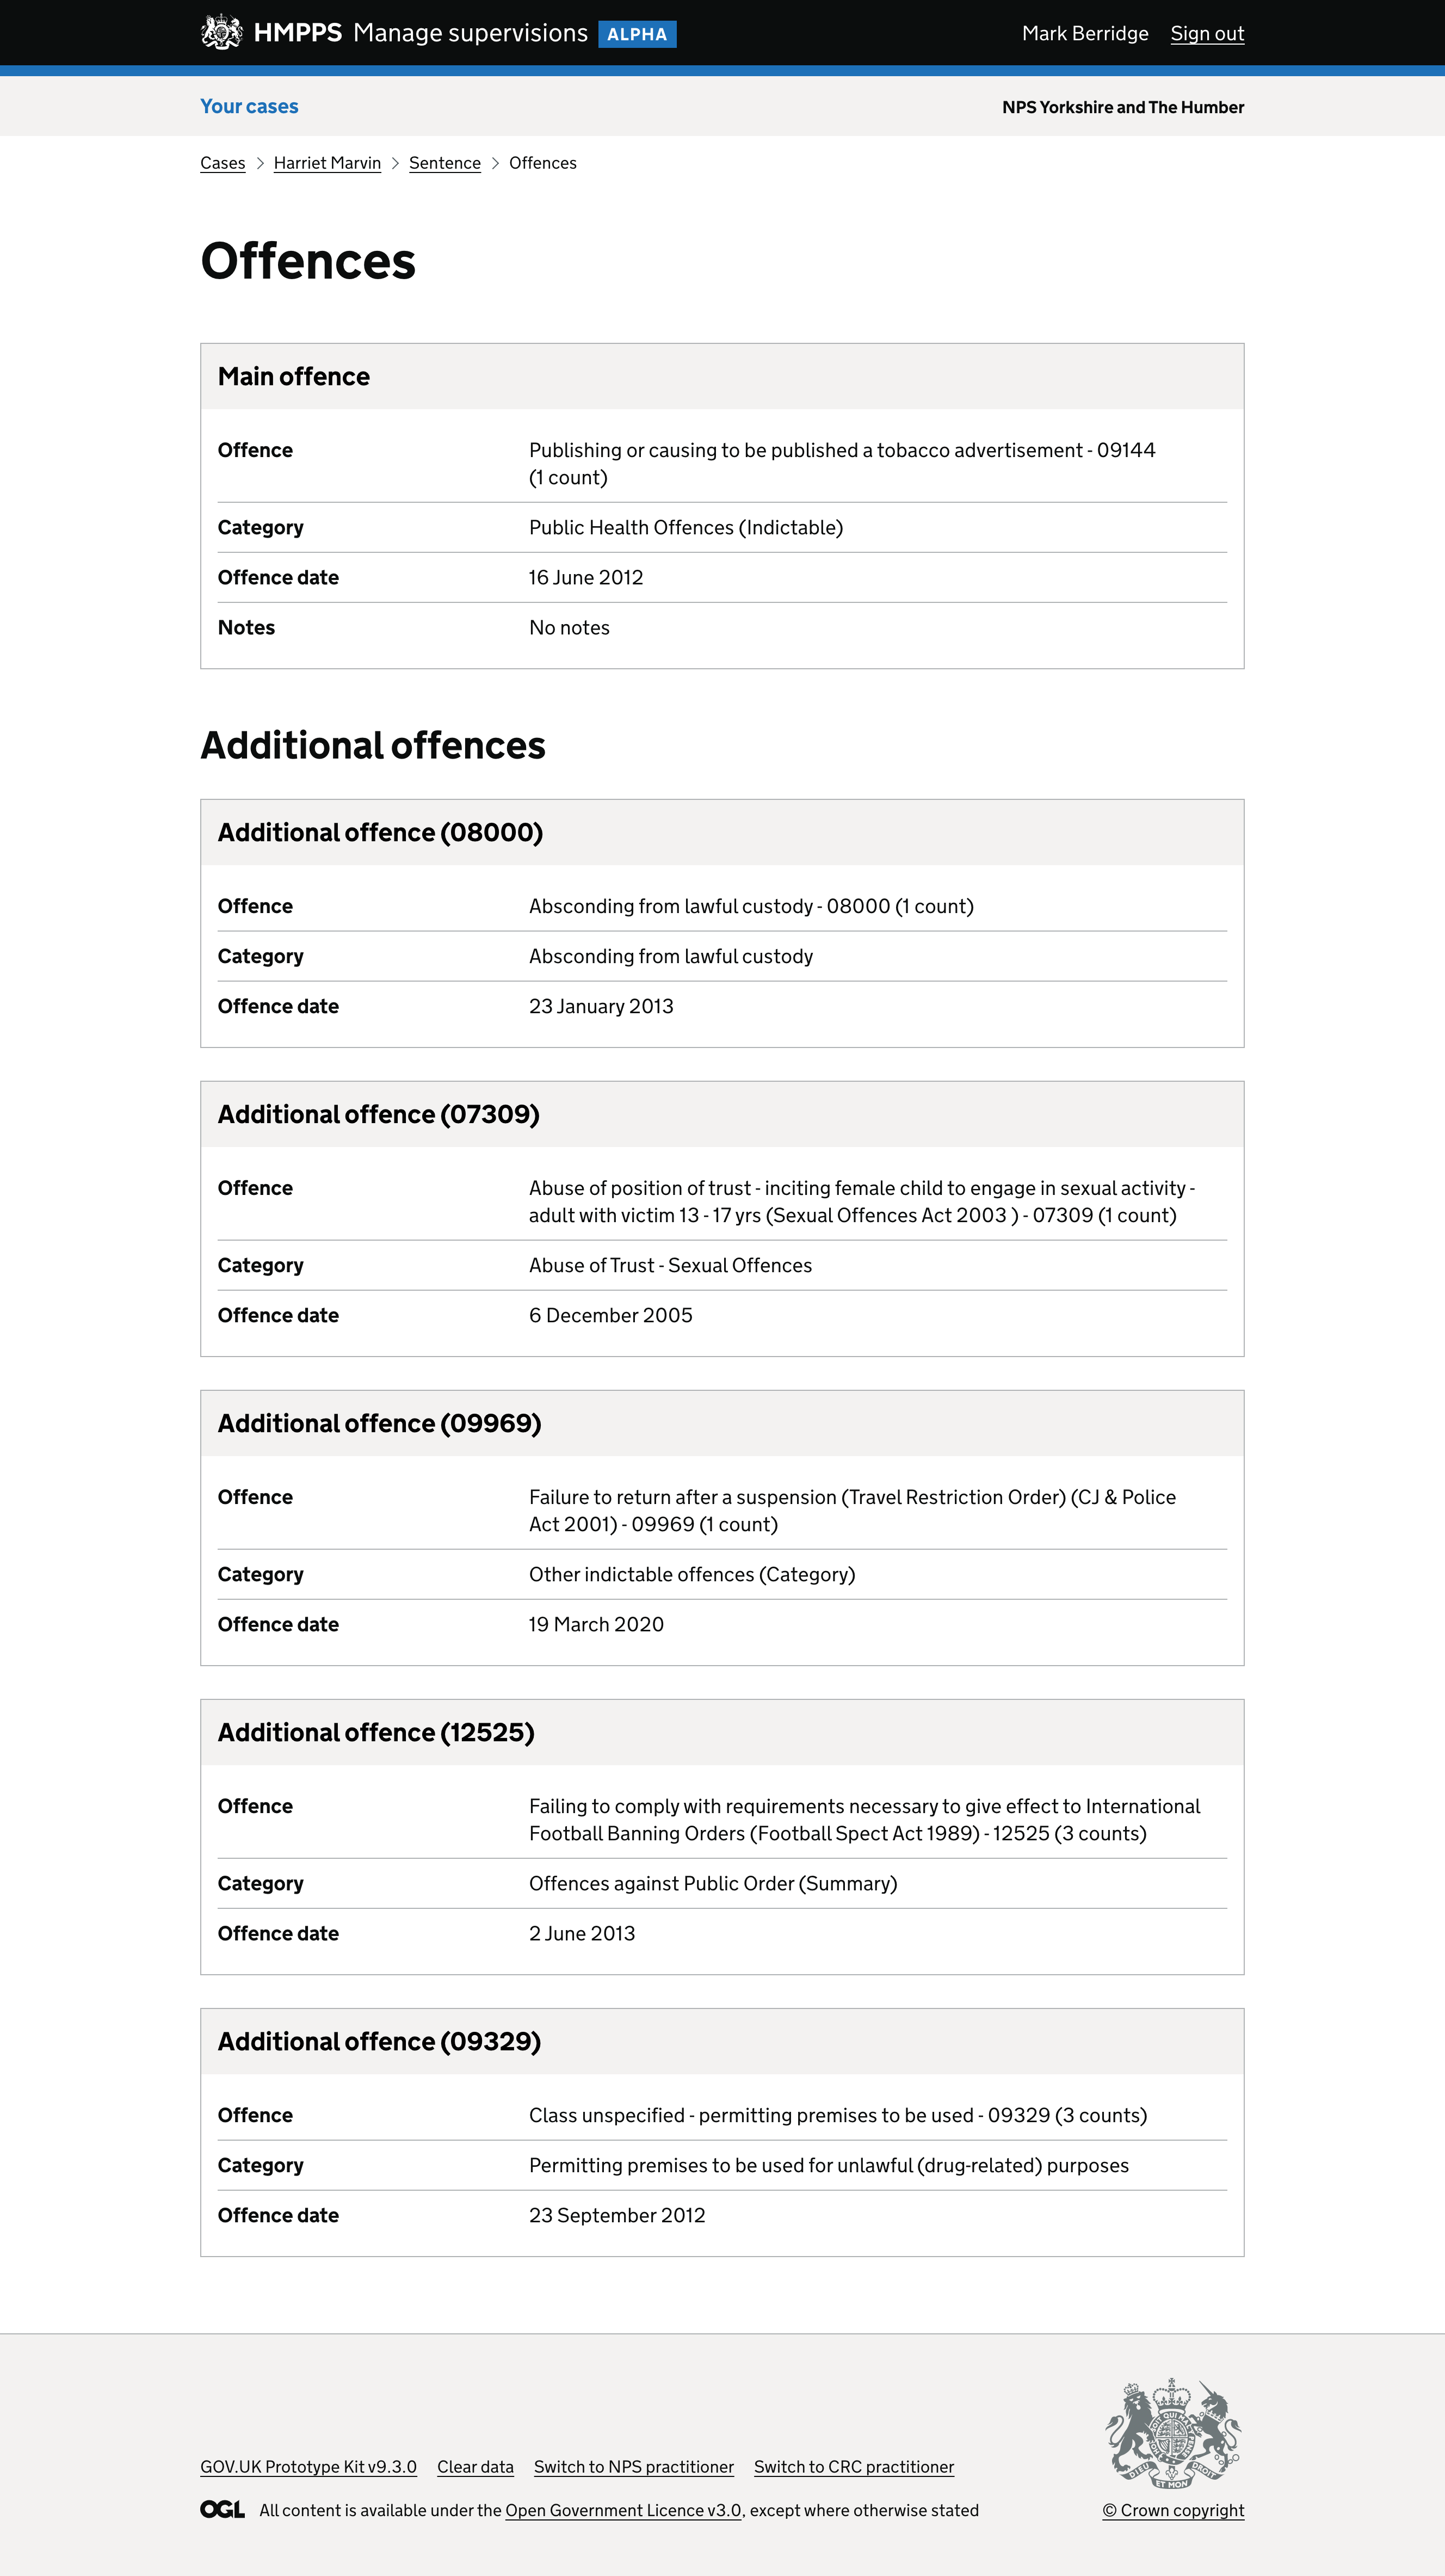 HMPPS Manage supervisions ALPHA
Mark Berridge Sign out
Your cases
NPS Yorkshire and The Humber
Cases Harriet Marvin Sentence Offences
Offences
Main offence
Offence
Publishing or causing to be published a tobacco advertisement - 09144
(1 count)
Category
Public Health Offences (Indictable)
Offence date
16 June 2012
Notes
No notes
Additional offences
Additional offence (08000)
Offence
Absconding from lawful custody - 08000 (1 count)
Category
Absconding from lawful custody
Offence date
23 January 2013
Additional offence (07309)
Offence
Abuse of position of trust - inciting female child to engage in sexual activity -
adult with victim 13 - 17 yrs (Sexual Offences Act 2003 ) - 07309 (1 count)
Category
Abuse of Trust - Sexual Offences
Offence date
6 December 2005
Additional offence (09969)
Offence
Failure to return after a suspension (Travel Restriction Order) (CJ & Police
Act 2001) - 09969 (1 count)
Category
Other indictable offences (Category)
Offence date
19 March 2020
Additional offence (12525)
Offence
Failing to comply with requirements necessary to give effect to International
Football Banning Orders (Football Spect Act 1989) - 12525 (3 counts)
Category
Offences against Public Order (Summary)
Offence date
2 June 2013
Additional offence (09329)
Offence
Class unspecified - permitting premises to be used - 09329 (3 counts)
Category
Permitting premises to be used for unlawful (drug-related) purposes
Offence date
23 September 2012
GOV.UK Prototype Kit v9.3.0 Clear data Switch to NPS practitioner Switch to CRC practitioner
DIEU ET MON DROIT
OGL All content is available under the Open Government Licence v3.0, except where otherwise stated
© Crown copyright